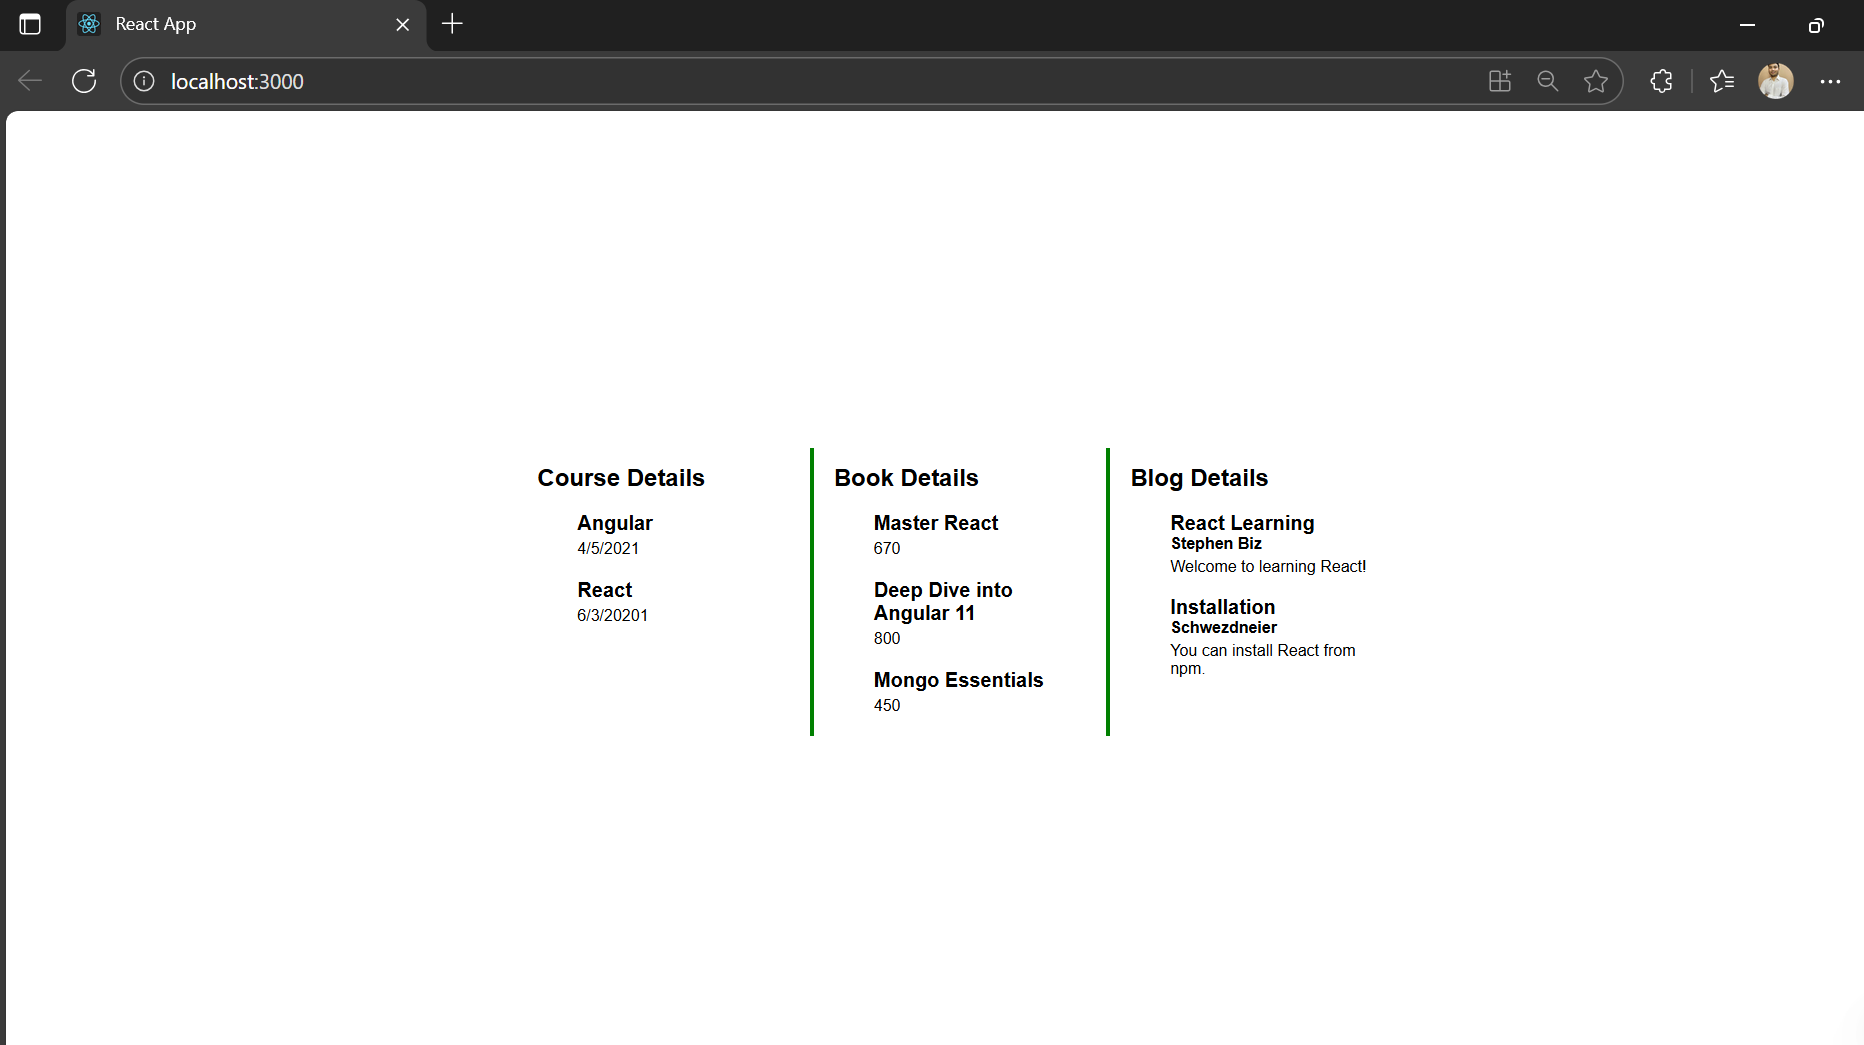 React App
localhost:3000
Course Details
Angular
4/5/2021
React
6/3/20201
Book Details
Master React
670
Deep Dive into
Angular 11
800
Mongo Essentials
450
Blog Details
React Learning
Stephen Biz
Welcome to learning React!
Installation
Schwezdneier
You can install React from
npm.